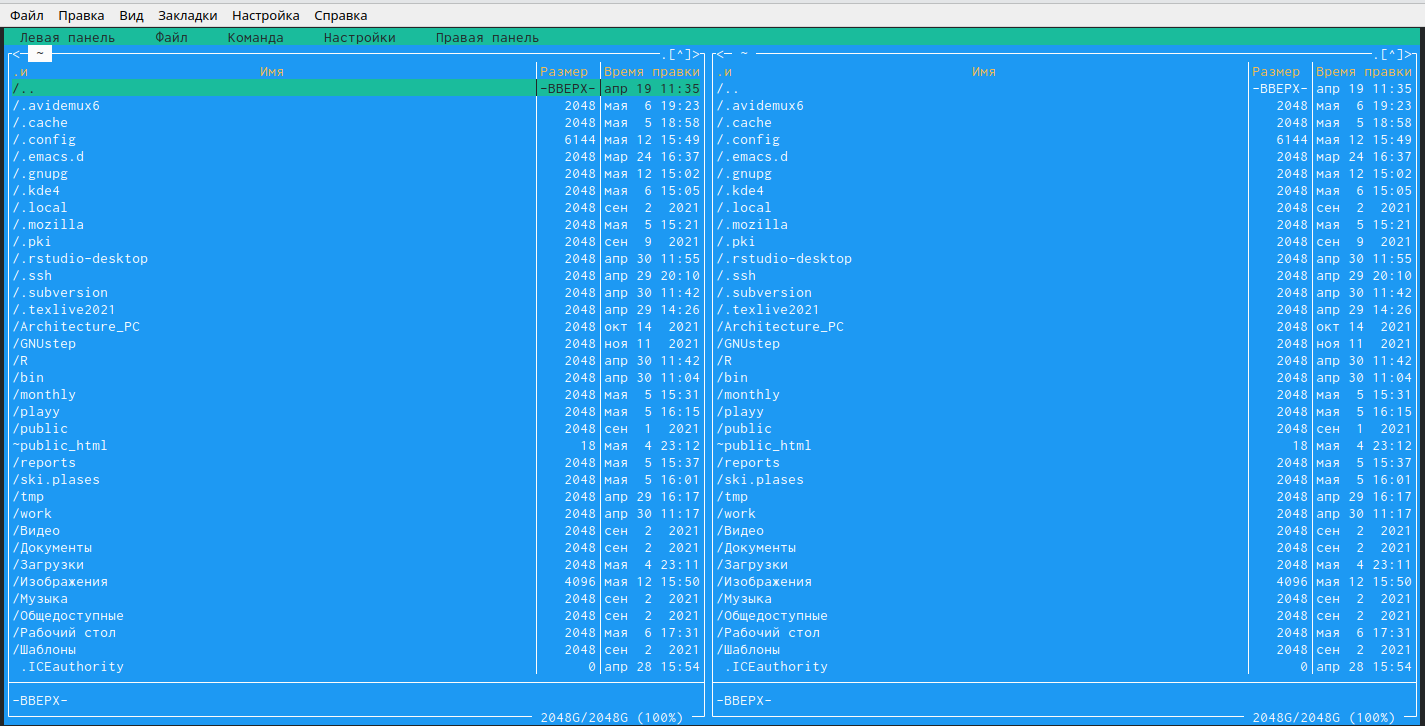 Файл Правка Вид Закладки Настройка Справка
Левая панель Файл Команда Настройки Правая панель
<─ ~ .[^]> <─ ~ .[^]>
.и Имя Размер Время правки .и Имя Размер Время правки
/.. -ВВЕРХ- апр 19 11:35 /.. -ВВЕРХ- апр 19 11:35
/.avidemux6 2048 мая 6 19:23 /.avidemux6 2048 мая 6 19:23
/.cache 2048 мая 5 18:58 /.cache 2048 мая 5 18:58
/.config 6144 мая 12 15:49 /.config 6144 мая 12 15:49
/.emacs.d 2048 мар 24 16:37 /.emacs.d 2048 мар 24 16:37
/.gnupg 2048 мая 12 15:02 /.gnupg 2048 мая 12 15:02
/.kde4 2048 мая 6 15:05 /.kde4 2048 мая 6 15:05
/.local 2048 сен 2 2021 /.local 2048 сен 2 2021
/.mozilla 2048 мая 5 15:21 /.mozilla 2048 мая 5 15:21
/.pki 2048 сен 9 2021 /.pki 2048 сен 9 2021
/.rstudio-desktop 2048 апр 30 11:55 /.rstudio-desktop 2048 апр 30 11:55
/.ssh 2048 апр 29 20:10 /.ssh 2048 апр 29 20:10
/.subversion 2048 апр 30 11:42 /.subversion 2048 апр 30 11:42
/.texlive2021 2048 апр 29 14:26 /.texlive2021 2048 апр 29 14:26
/Architecture_PC 2048 окт 14 2021 /Architecture_PC 2048 окт 14 2021
/GNUstep 2048 ноя 11 2021 /GNUstep 2048 ноя 11 2021
/R 2048 апр 30 11:42 /R 2048 апр 30 11:42
/bin 2048 апр 30 11:04 /bin 2048 апр 30 11:04
/monthly 2048 мая 5 15:31 /monthly 2048 мая 5 15:31
/playy 2048 мая 5 16:15 /playy 2048 мая 5 16:15
/public 2048 сен 1 2021 /public 2048 сен 1 2021
~public_html 18 мая 4 23:12 ~public_html 18 мая 4 23:12
/reports 2048 мая 5 15:37 /reports 2048 мая 5 15:37
/ski.plases 2048 мая 5 16:01 /ski.plases 2048 мая 5 16:01
/tmp 2048 апр 29 16:17 /tmp 2048 апр 29 16:17
/work 2048 апр 30 11:17 /work 2048 апр 30 11:17
/Видео 2048 сен 2 2021 /Видео 2048 сен 2 2021
/Документы 2048 сен 2 2021 /Документы 2048 сен 2 2021
/Загрузки 2048 мая 4 23:11 /Загрузки 2048 мая 4 23:11
/Изображения 4096 мая 12 15:50 /Изображения 4096 мая 12 15:50
/Музыка 2048 сен 2 2021 /Музыка 2048 сен 2 2021
/Общедоступные 2048 сен 2 2021 /Общедоступные 2048 сен 2 2021
/Рабочий стол 2048 мая 6 17:31 /Рабочий стол 2048 мая 6 17:31
/Шаблоны 2048 сен 2 2021 /Шаблоны 2048 сен 2 2021
.ICEauthority 0 апр 28 15:54 .ICEauthority 0 апр 28 15:54
-ВВЕРХ- -ВВЕРХ-
2048G/2048G (100%) 2048G/2048G (100%)